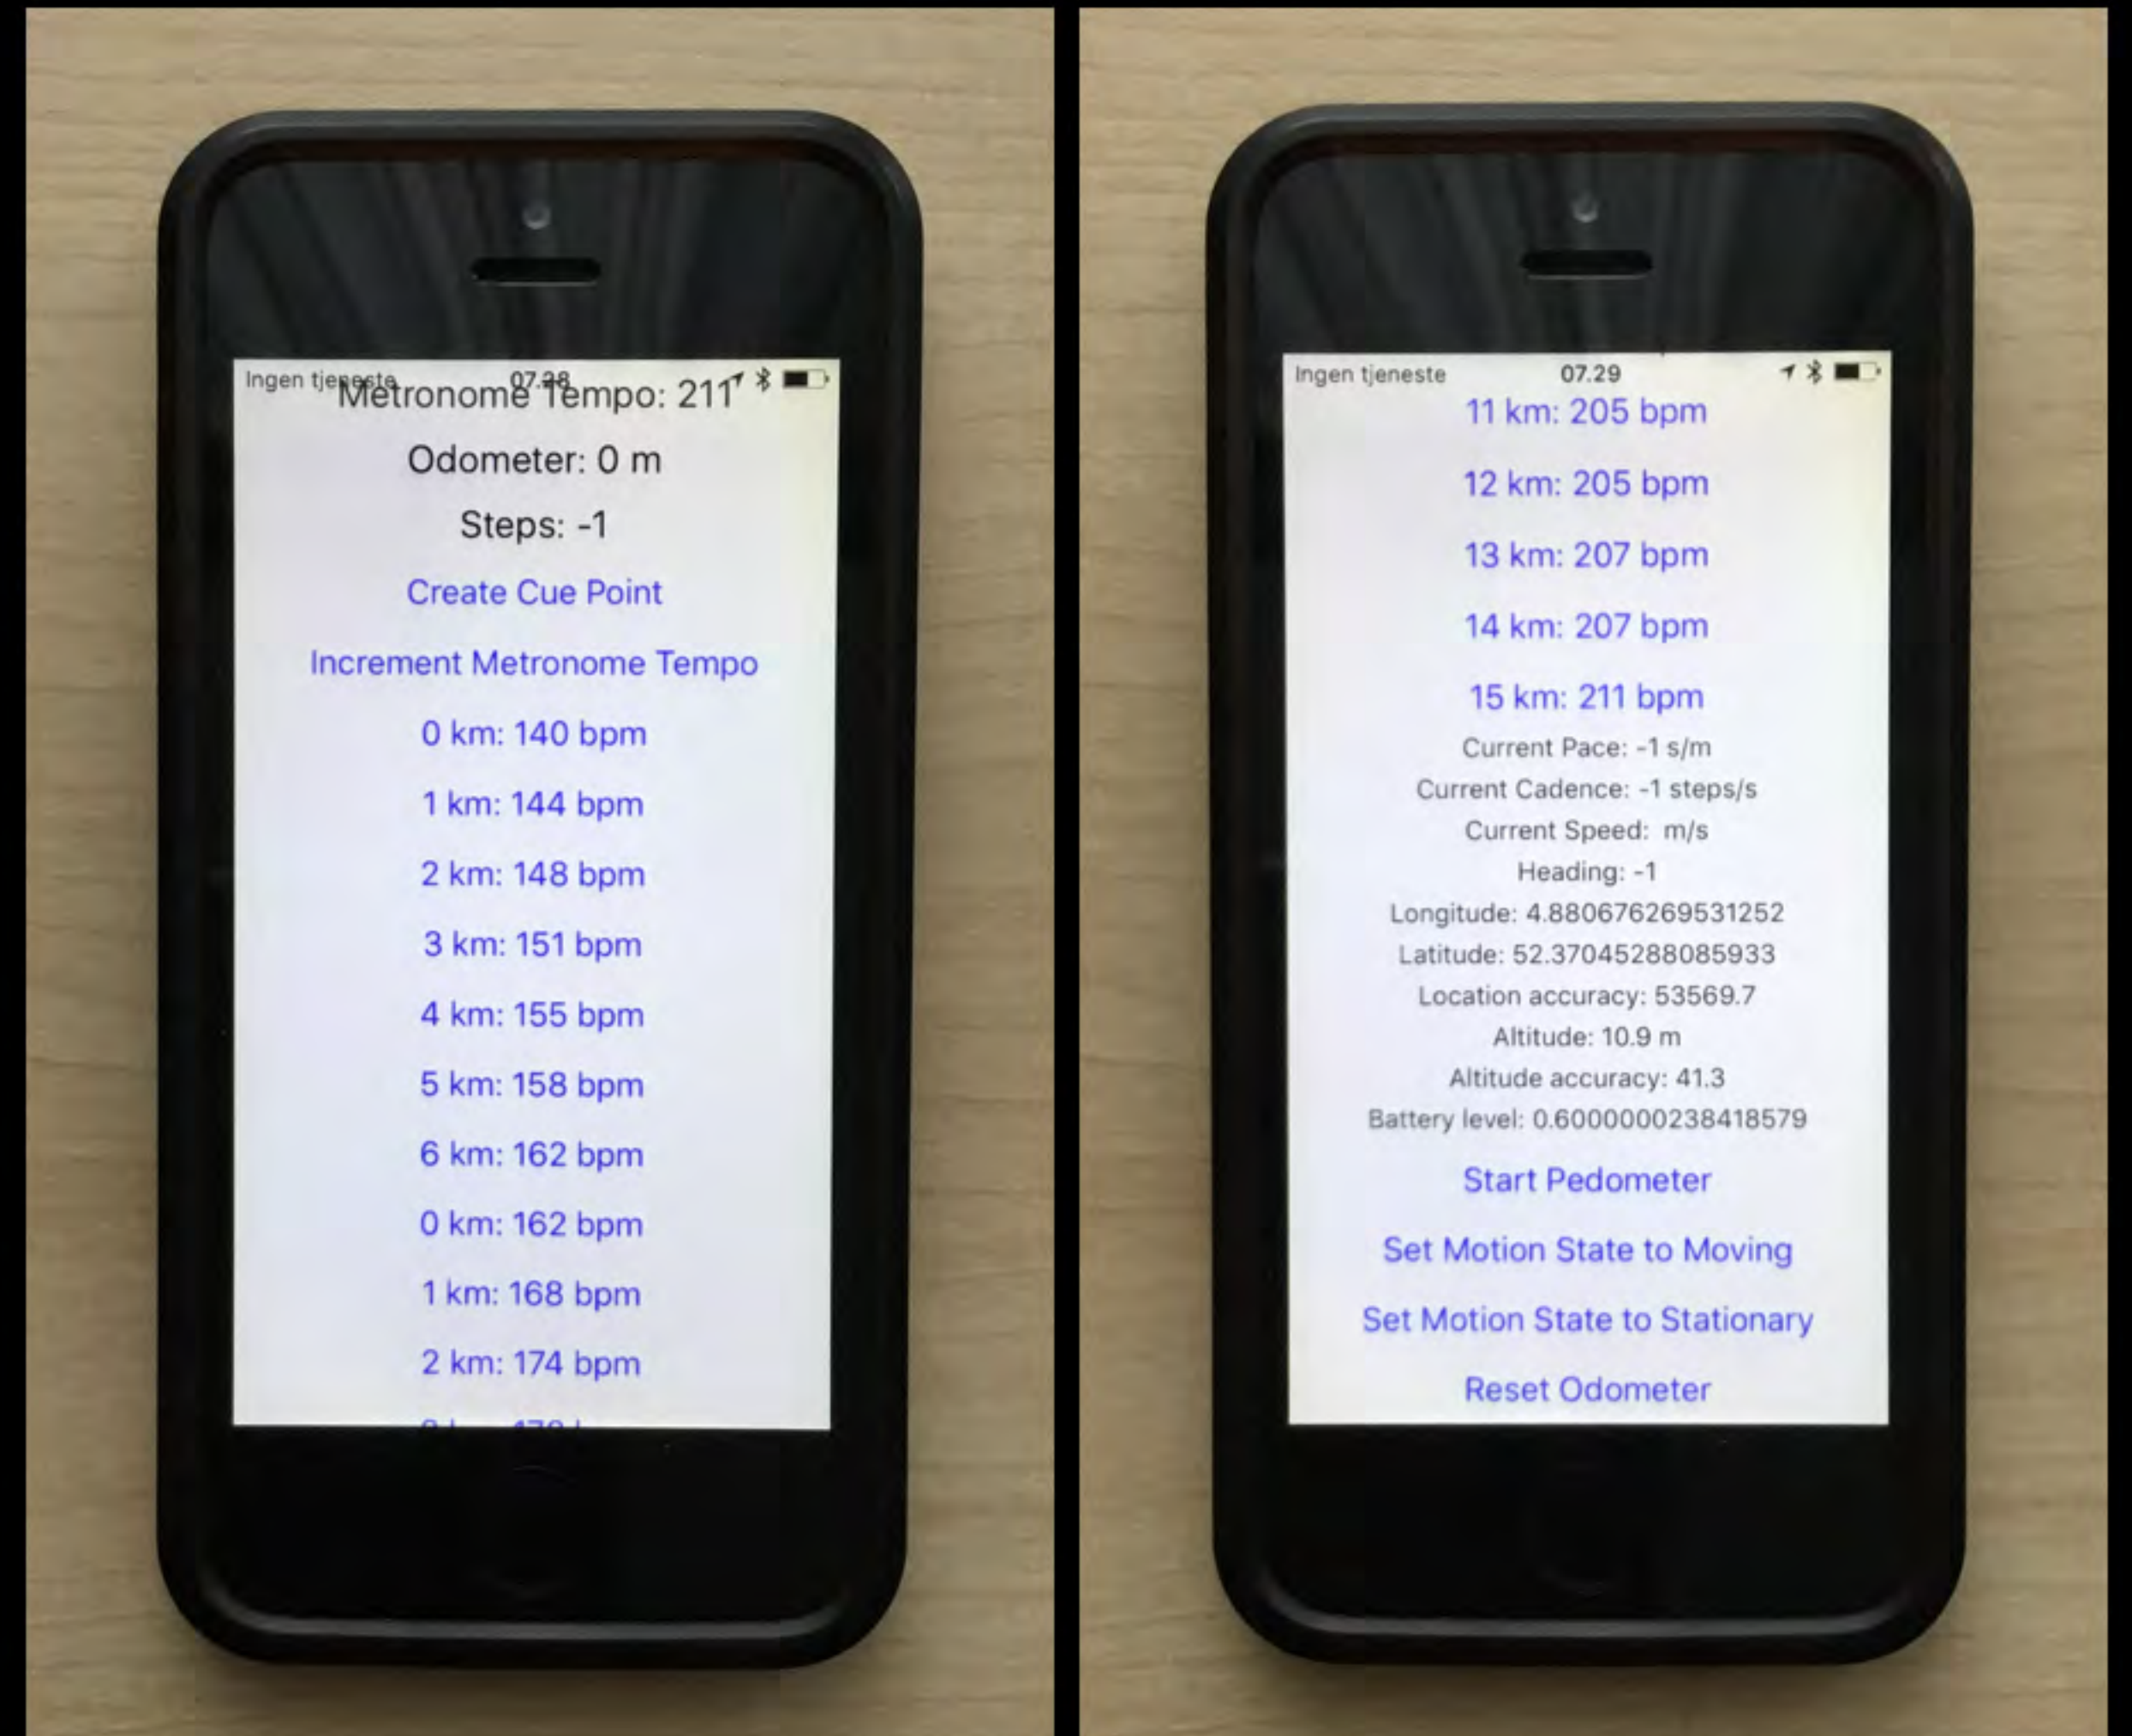 Ingen tjeneste 07.28
Metronome Tempo: 211
Odometer: 0 m
Steps: -1
Create Cue Point
Increment Metronome Tempo
0 km: 140 bpm
1 km: 144 bpm
2 km: 148 bpm
3 km: 151 bpm
4 km: 155 bpm
5 km: 158 bpm
6 km: 162 bpm
0 km: 162 bpm
1 km: 168 bpm
2 km: 174 bpm
Ingen tjeneste 07.29
11 km: 205 bpm
12 km: 205 bpm
13 km: 207 bpm
14 km: 207 bpm
15 km: 211 bpm
Current Pace: -1 s/m
Current Cadence: -1 steps/s
Current Speed: m/s
Heading: -1
Longitude: 4.880676269531252
Latitude: 52.37045288085933
Location accuracy: 53569.7
Altitude: 10.9 m
Altitude accuracy: 41.3
Battery level: 0.6000000238418579
Start Pedometer
Set Motion State to Moving
Set Motion State to Stationary
Reset Odometer